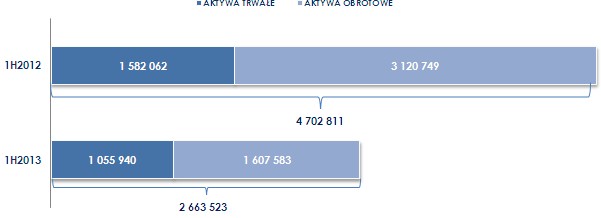 AKTYWA TRWAŁE AKTYWA OBROTOWE
1H2012 1 582 062 3 120 749
4 702 811
1H2013 1 055 940 1 607 583
2 663 523